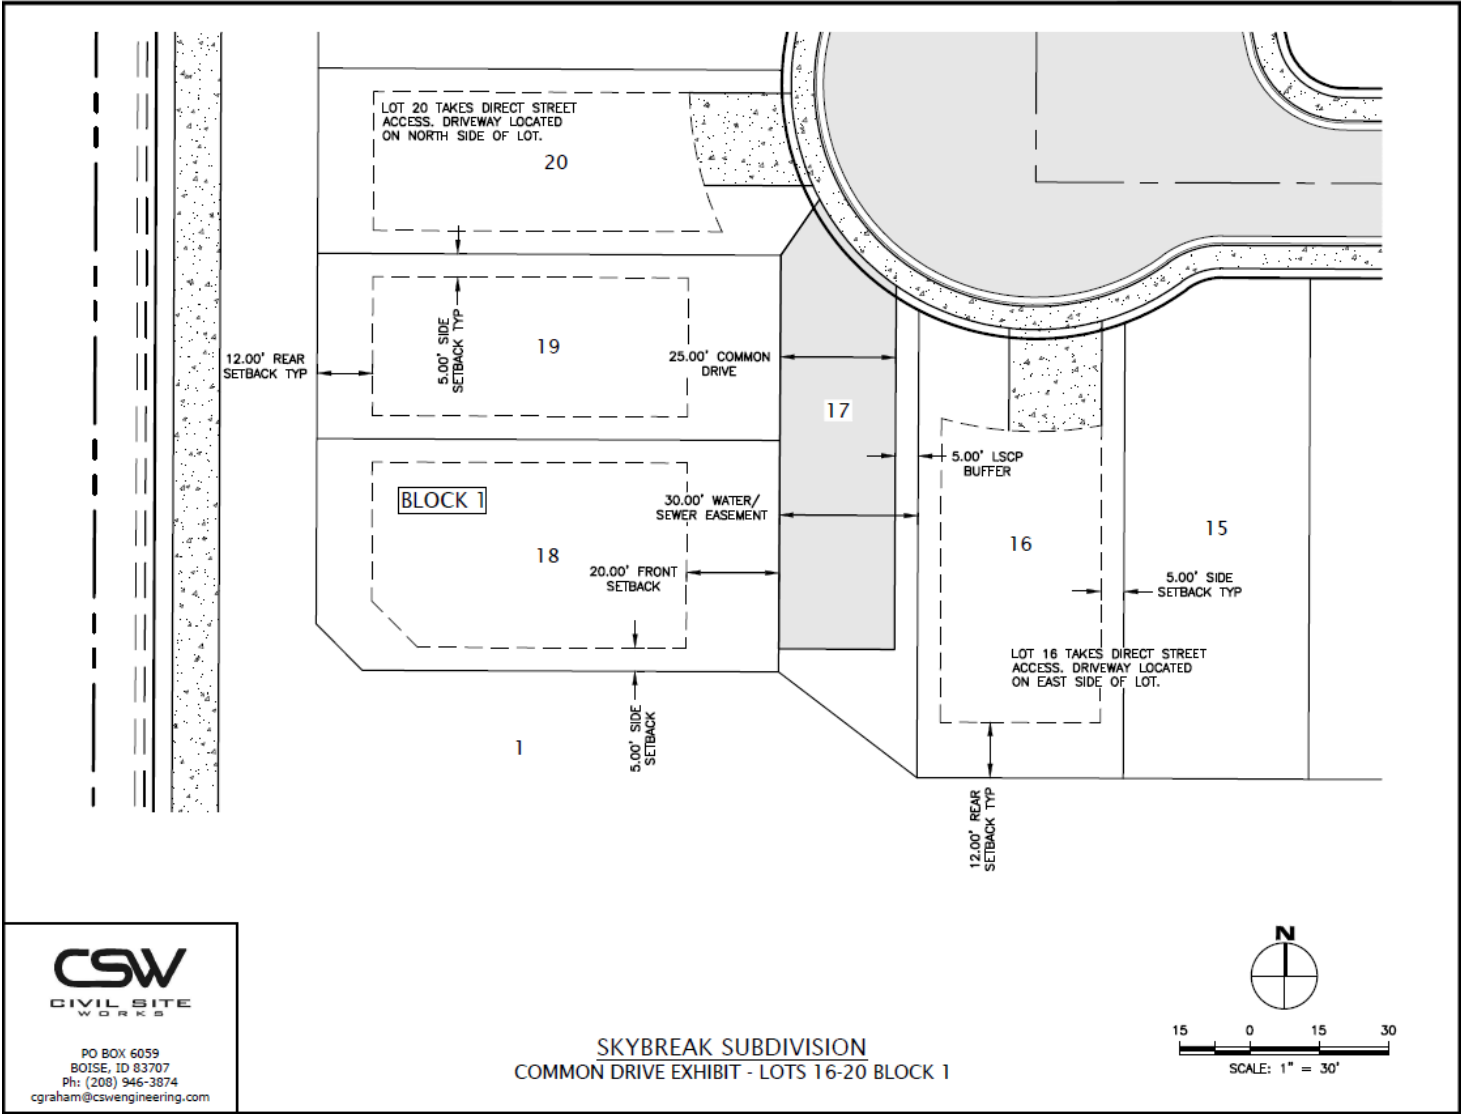 LOT 20 TAKES DIRECT STREET
ACCESS. DRIVEWAY LOCATED
ON NORTH SIDE OF LOT.
20
19
5.00' SIDE
SETBACK TYP
12.00' REAR
SETBACK TYP
25.00' COMMON
DRIVE
17
5.00' LSCP
BUFFER
BLOCK 1
30.00' WATER/
SEWER EASEMENT
18
20.00' FRONT
SETBACK
16
15
5.00' SIDE
SETBACK TYP
LOT 16 TAKES DIRECT STREET
ACCESS. DRIVEWAY LOCATED
ON EAST SIDE OF LOT.
1
5.00' SIDE
SETBACK
12.00' REAR
SETBACK TYP
CSW
CIVIL SITE
WORKS
PO BOX 6059
BOISE, ID 83707
Ph: (208) 946-3874
cgraham@cswengineering.com
SKYBREAK SUBDIVISION
COMMON DRIVE EXHIBIT - LOTS 16-20 BLOCK 1
N
15 0 15 30
SCALE: 1" = 30'